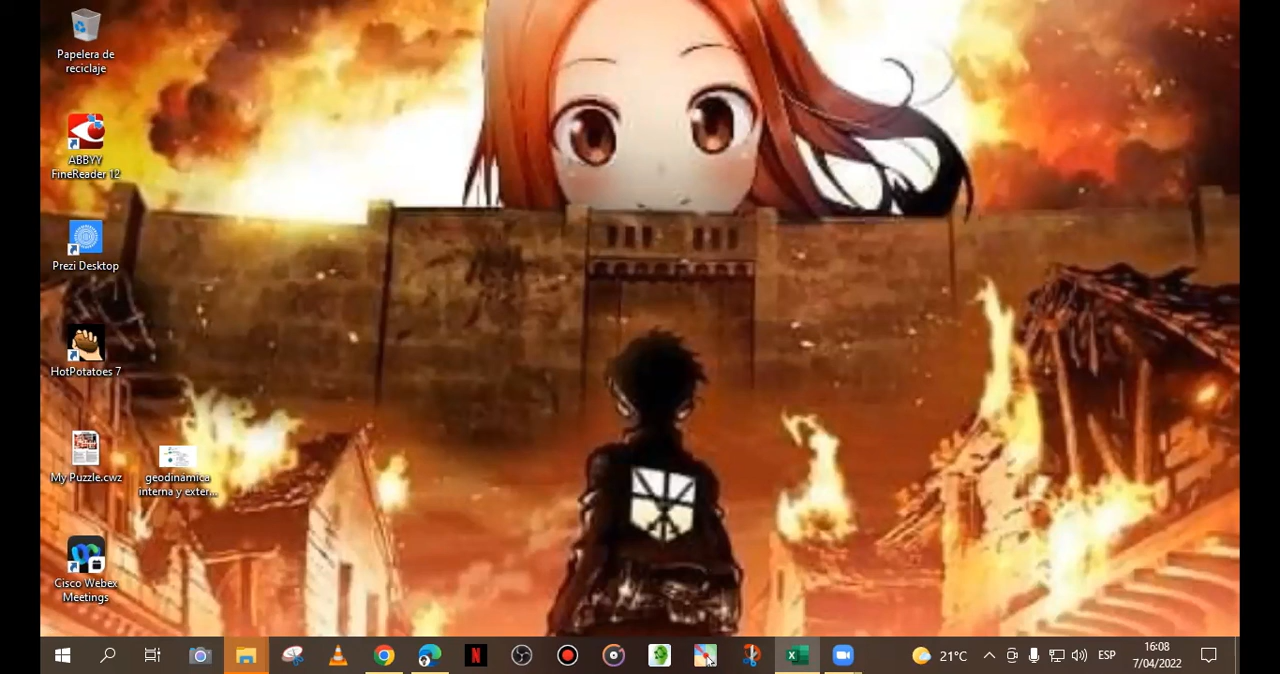 Papelera de
reciclaje
ABBYY
FineReader 12
Prezi Desktop
HotPotatoes 7
My Puzzle.cwz
geodinámica
interna y exter...
Cisco Webex
Meetings
21°C
ESP
16:08
7/04/2022